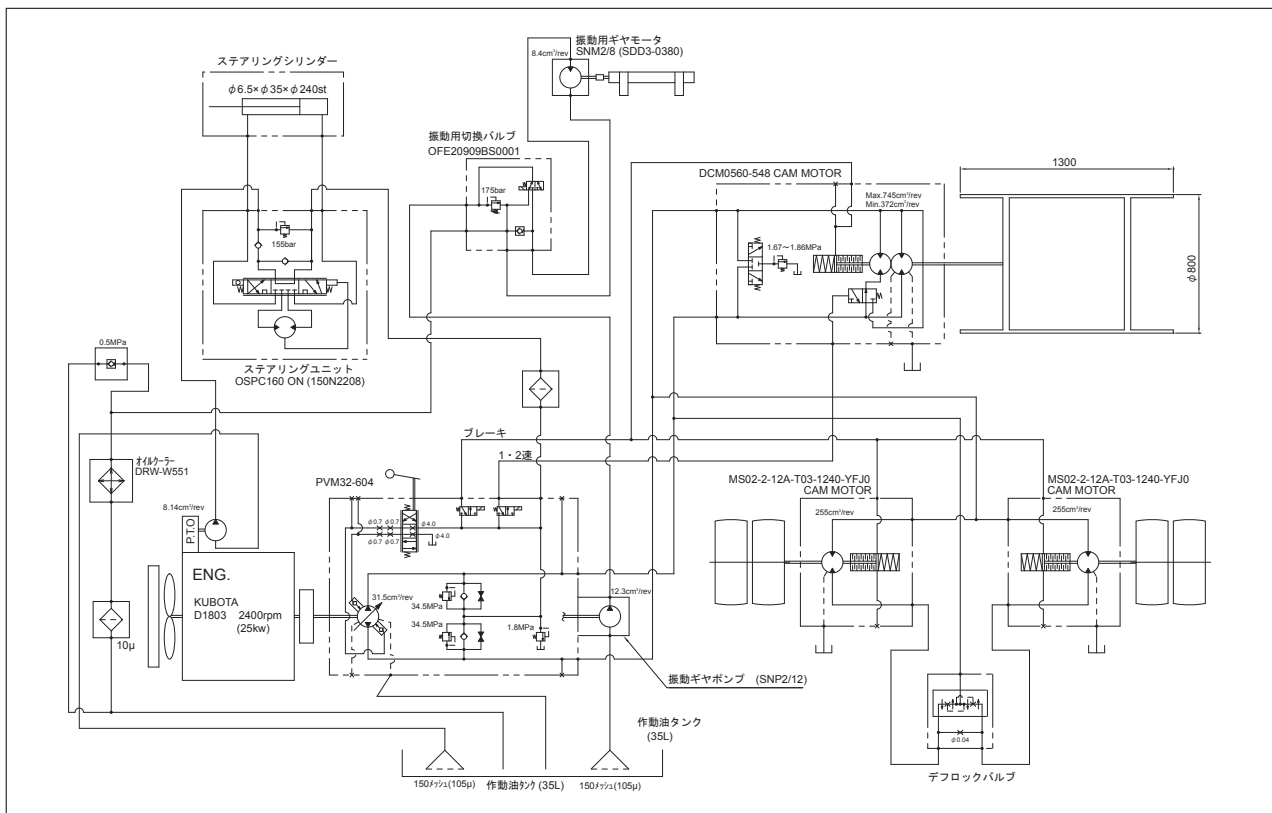 振動用ギヤモータ
SNM2/8 (SDD3-0380)
8.4cm³/rev
ステアリングシリンダー
φ6.5×φ35×φ240st
振動用切換バルブ
OFE20909BS0001
175bar
DCM0560-548 CAM MOTOR
Max.745cm³/rev
Min.372cm³/rev
1.67～1.86MPa
1300
φ800
155bar
ステアリングユニット
OSPC160 ON (150N2208)
0.5MPa
ブレーキ
1・2速
オイルクーラー
DRW-W551
8.14cm³/rev
P.T.O
PVM32-604
φ0.7 φ0.7 φ4.0
φ0.7 φ0.7 φ4.0
MS02-2-12A-T03-1240-YFJ0
CAM MOTOR
255cm³/rev
MS02-2-12A-T03-1240-YFJ0
CAM MOTOR
255cm³/rev
ENG.
KUBOTA
D1803 2400rpm
(25kw)
10μ
31.5cm³/rev
34.5MPa
34.5MPa
1.8MPa
12.3cm³/rev
振動ギヤポンプ (SNP2/12)
作動油タンク
(35L)
150メッシュ(105μ)
作動油タンク(35L)
150メッシュ(105μ)
φ0.04
デフロックバルブ